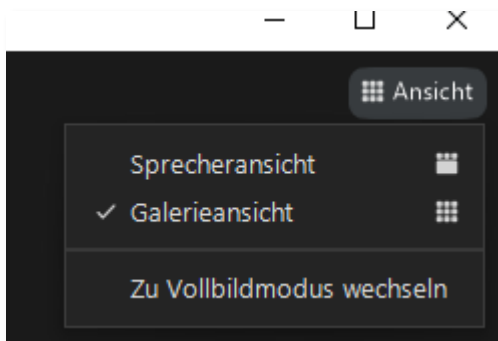 Ansicht
Sprecheransicht
Galerieansicht
Zu Vollbildmodus wechseln